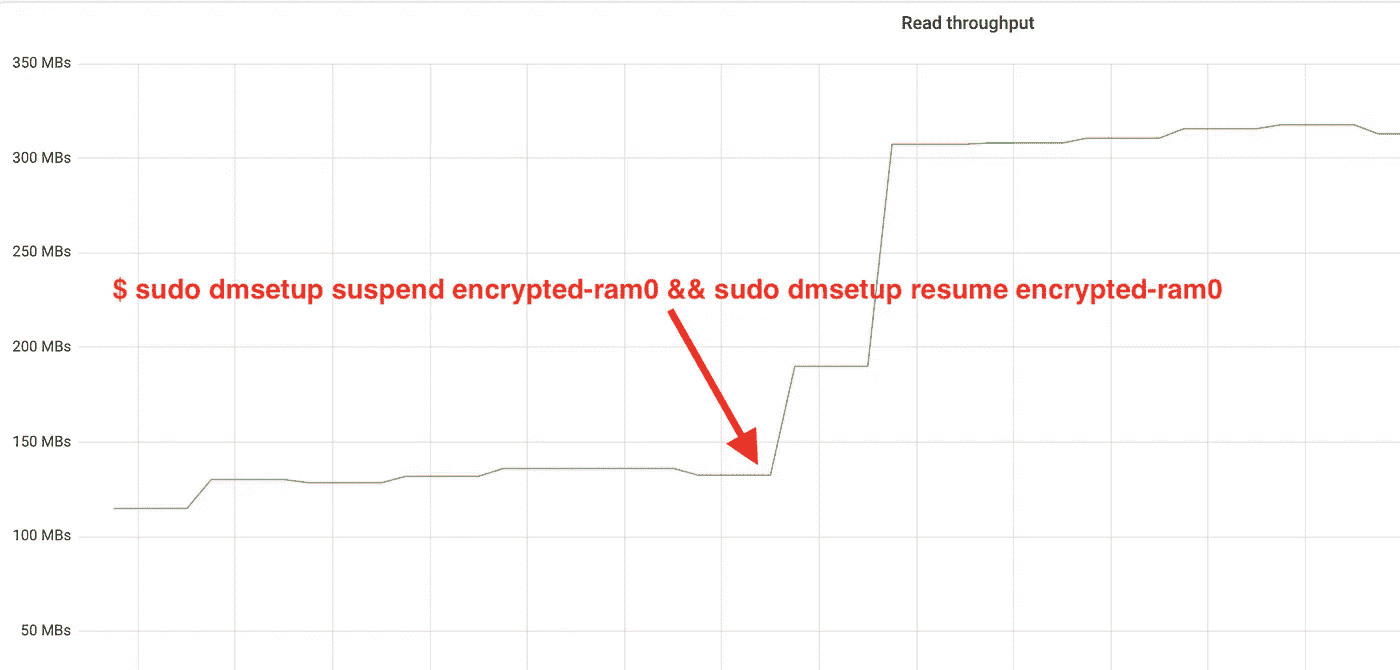 Read throughput
350 MBs
300 MBs
250 MBs
$ sudo dmsetup suspend encrypted-ram0 && sudo dmsetup resume encrypted-ram0
200 MBs
150 MBs
100 MBs
50 MBs